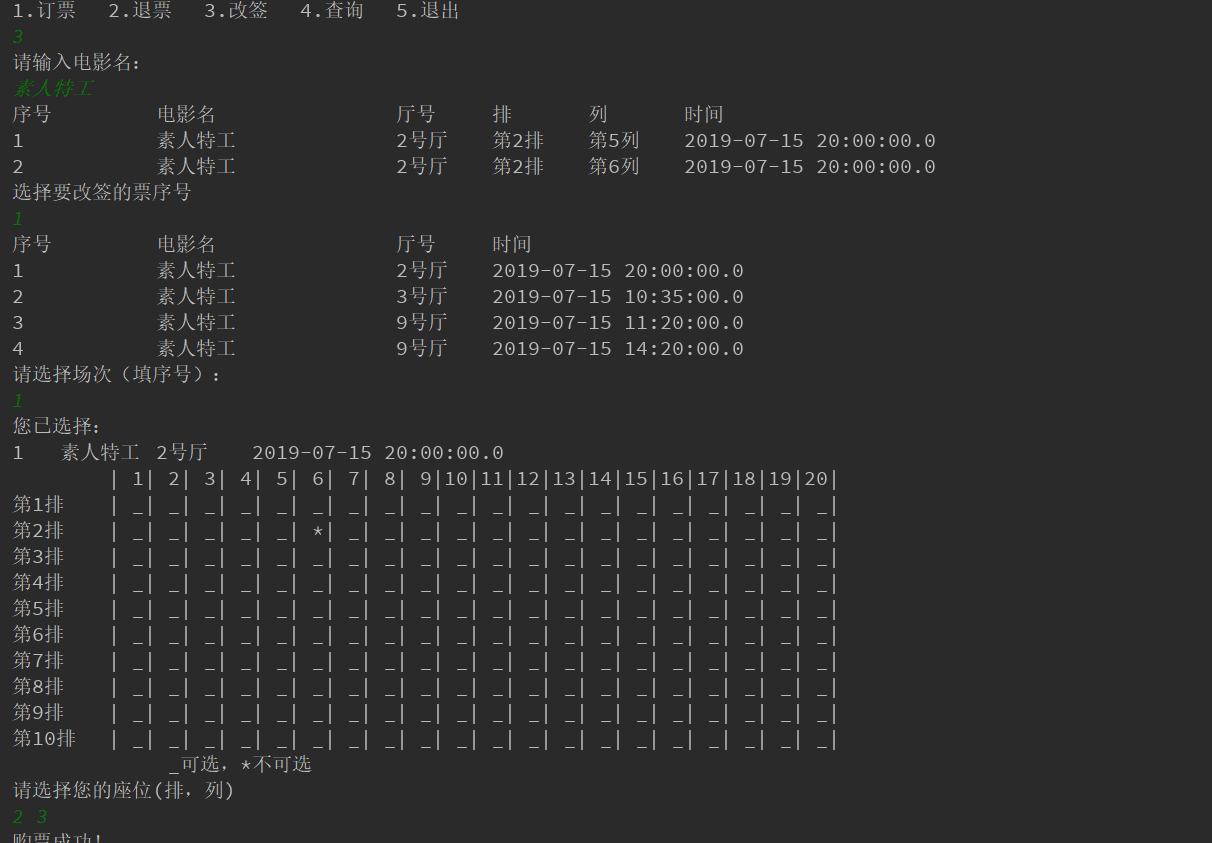 1.订票 2.退票 3.改签 4.查询 5.退出
3
请输入电影名:
素人特工
序号 电影名 厅号 排 列 时间
1 素人特工 2号厅 第2排 第5列 2019-07-15 20:00:00.0
2 素人特工 2号厅 第2排 第6列 2019-07-15 20:00:00.0
选择要改签的票序号
1
序号 电影名 厅号 时间
1 素人特工 2号厅 2019-07-15 20:00:00.0
2 素人特工 3号厅 2019-07-15 10:35:00.0
3 素人特工 9号厅 2019-07-15 11:20:00.0
4 素人特工 9号厅 2019-07-15 14:20:00.0
请选择场次（填序号）:
1
您已选择:
1 素人特工 2号厅 2019-07-15 20:00:00.0
| 1| 2| 3| 4| 5| 6| 7| 8| 9|10|11|12|13|14|15|16|17|18|19|20|
第1排 | _| _| _| _| _| _| _| _| _| _| _| _| _| _| _| _| _| _| _| _|
第2排 | _| _| _| _| _| *| _| _| _| _| _| _| _| _| _| _| _| _| _| _|
第3排 | _| _| _| _| _| _| _| _| _| _| _| _| _| _| _| _| _| _| _| _|
第4排 | _| _| _| _| _| _| _| _| _| _| _| _| _| _| _| _| _| _| _| _|
第5排 | _| _| _| _| _| _| _| _| _| _| _| _| _| _| _| _| _| _| _| _|
第6排 | _| _| _| _| _| _| _| _| _| _| _| _| _| _| _| _| _| _| _| _|
第7排 | _| _| _| _| _| _| _| _| _| _| _| _| _| _| _| _| _| _| _| _|
第8排 | _| _| _| _| _| _| _| _| _| _| _| _| _| _| _| _| _| _| _| _|
第9排 | _| _| _| _| _| _| _| _| _| _| _| _| _| _| _| _| _| _| _| _|
第10排 | _| _| _| _| _| _| _| _| _| _| _| _| _| _| _| _| _| _| _| _|
_可选，*不可选
请选择您的座位(排，列)
2 3
购票成功!